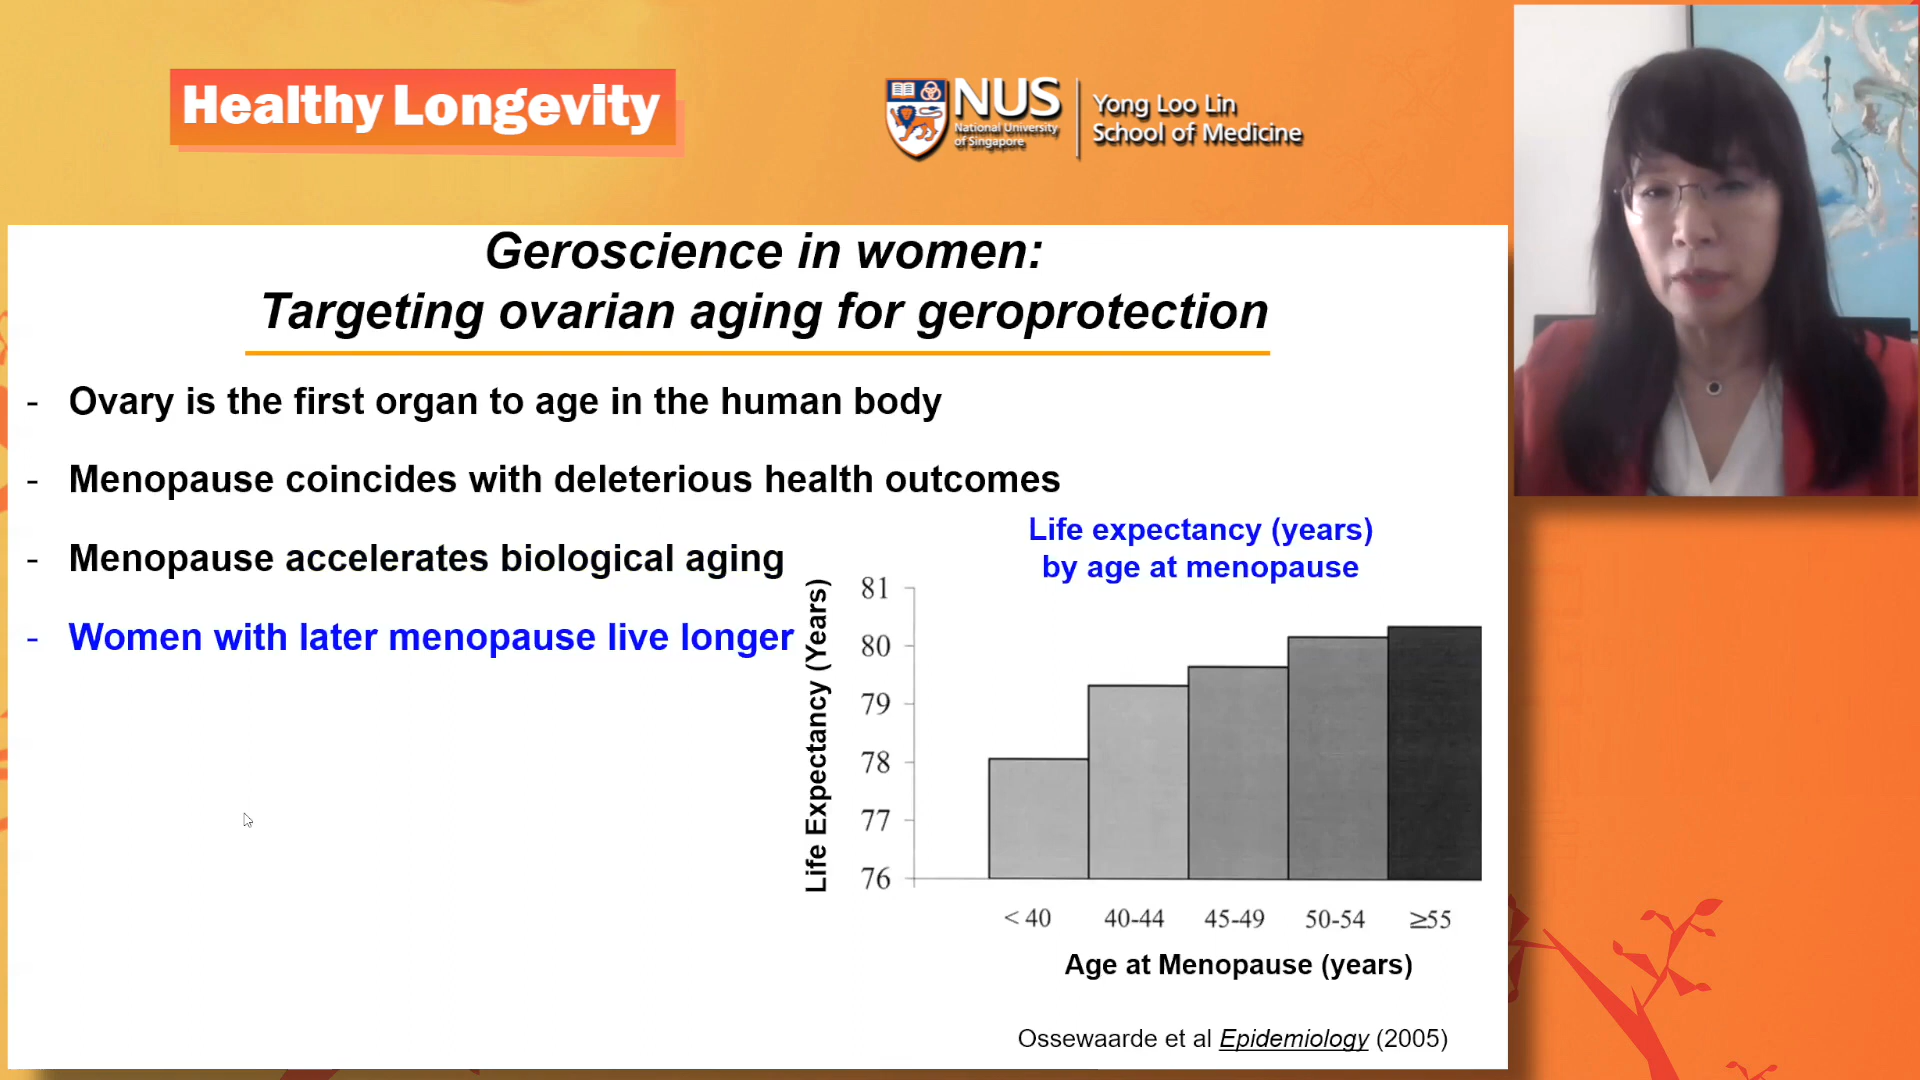 Healthy Longevity
NUS
National University
of Singapore
Yong Loo Lin
School of Medicine
Geroscience in women:
Targeting ovarian aging for geroprotection
- Ovary is the first organ to age in the human body
- Menopause coincides with deleterious health outcomes
- Menopause accelerates biological aging
- Women with later menopause live longer
Life expectancy (years)
by age at menopause
Life Expectancy (Years)
81
80
79
78
77
76
< 40 40-44 45-49 50-54 ≥55
Age at Menopause (years)
Ossewaarde et al Epidemiology (2005)